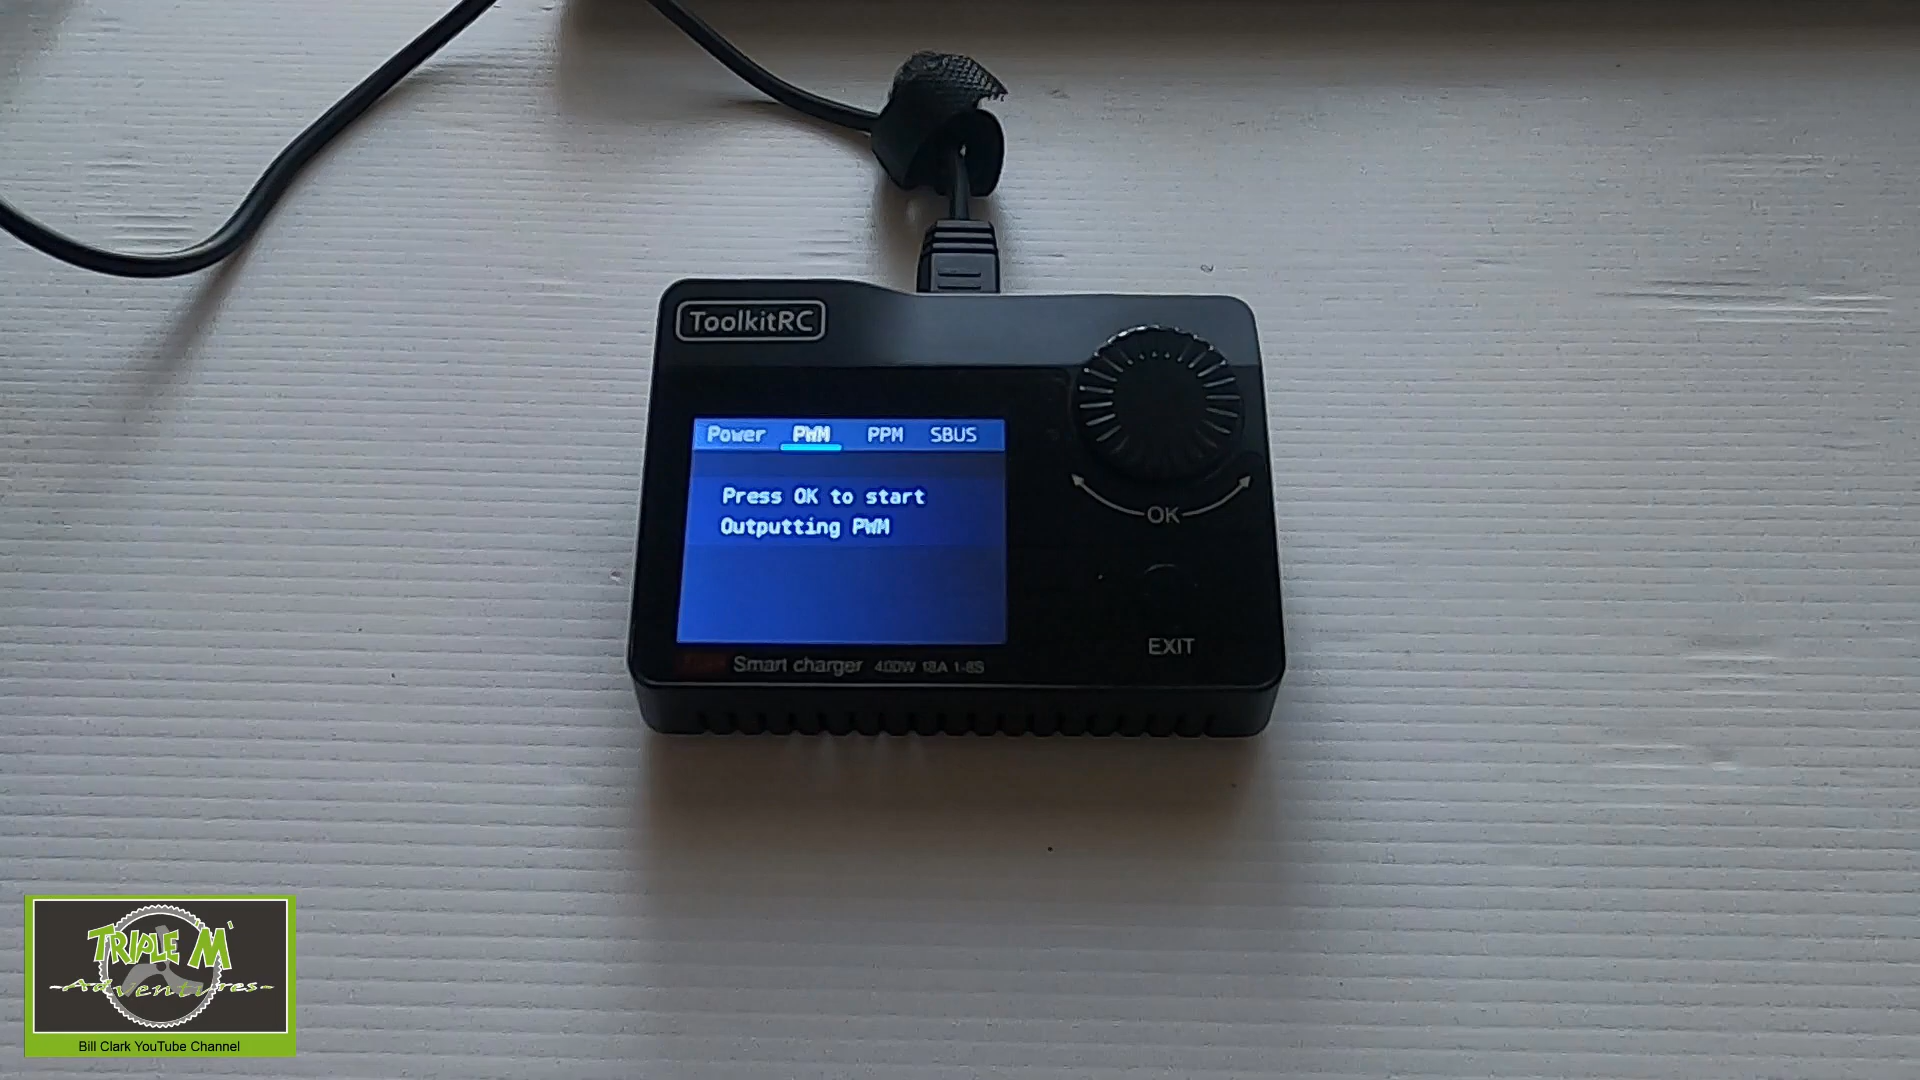 ToolkitRC
Power PWM PPM SBUS
Press OK to start
Outputting PWM
OK
EXIT
Smart charger 400W 18A 1-8S
TRIPLE M'
-Adventures-
Bill Clark YouTube Channel